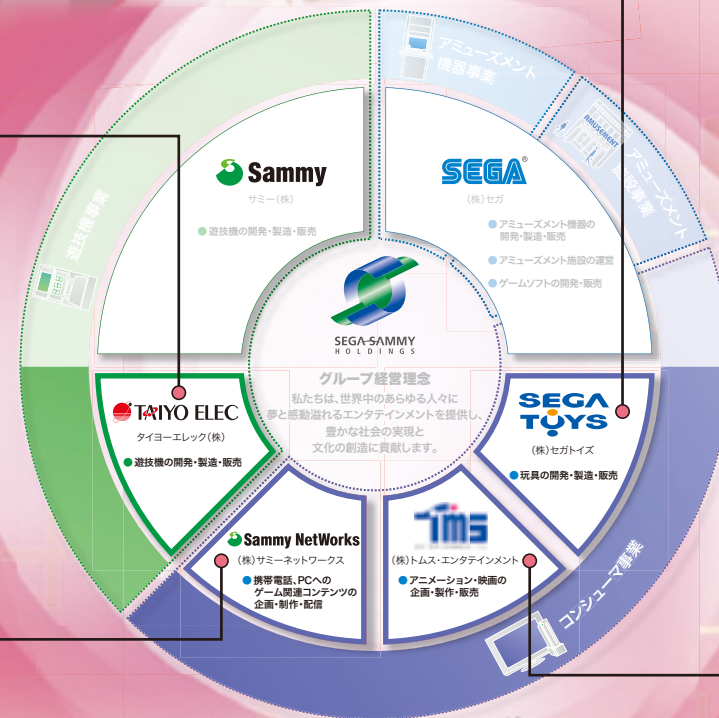 アミューズメント
機器事業
AMUSEMENT
アミューズメント
施設事業
遊技機事業
Sammy
サミー(株)
●遊技機の開発・製造・販売
SEGA®
(株)セガ
●アミューズメント機器の
開発・製造・販売
●アミューズメント施設の運営
●ゲームソフトの開発・販売
SEGA SAMMY
HOLDINGS
グループ経営理念
私たちは、世界中のあらゆる人々に
夢と感動溢れるエンタテインメントを提供し、
豊かな社会の実現と
文化の創造に貢献します。
TAIYO ELEC
タイヨーエレック(株)
●遊技機の開発・製造・販売
SEGA
TOYS
(株)セガトイズ
●玩具の開発・製造・販売
Sammy NetWorks
(株)サミーネットワークス
●携帯電話、PCへの
ゲーム関連コンテンツの
企画・制作・配信
tms
(株)トムス・エンタテインメント
●アニメーション・映画の
企画・製作・販売
コンシューマ事業